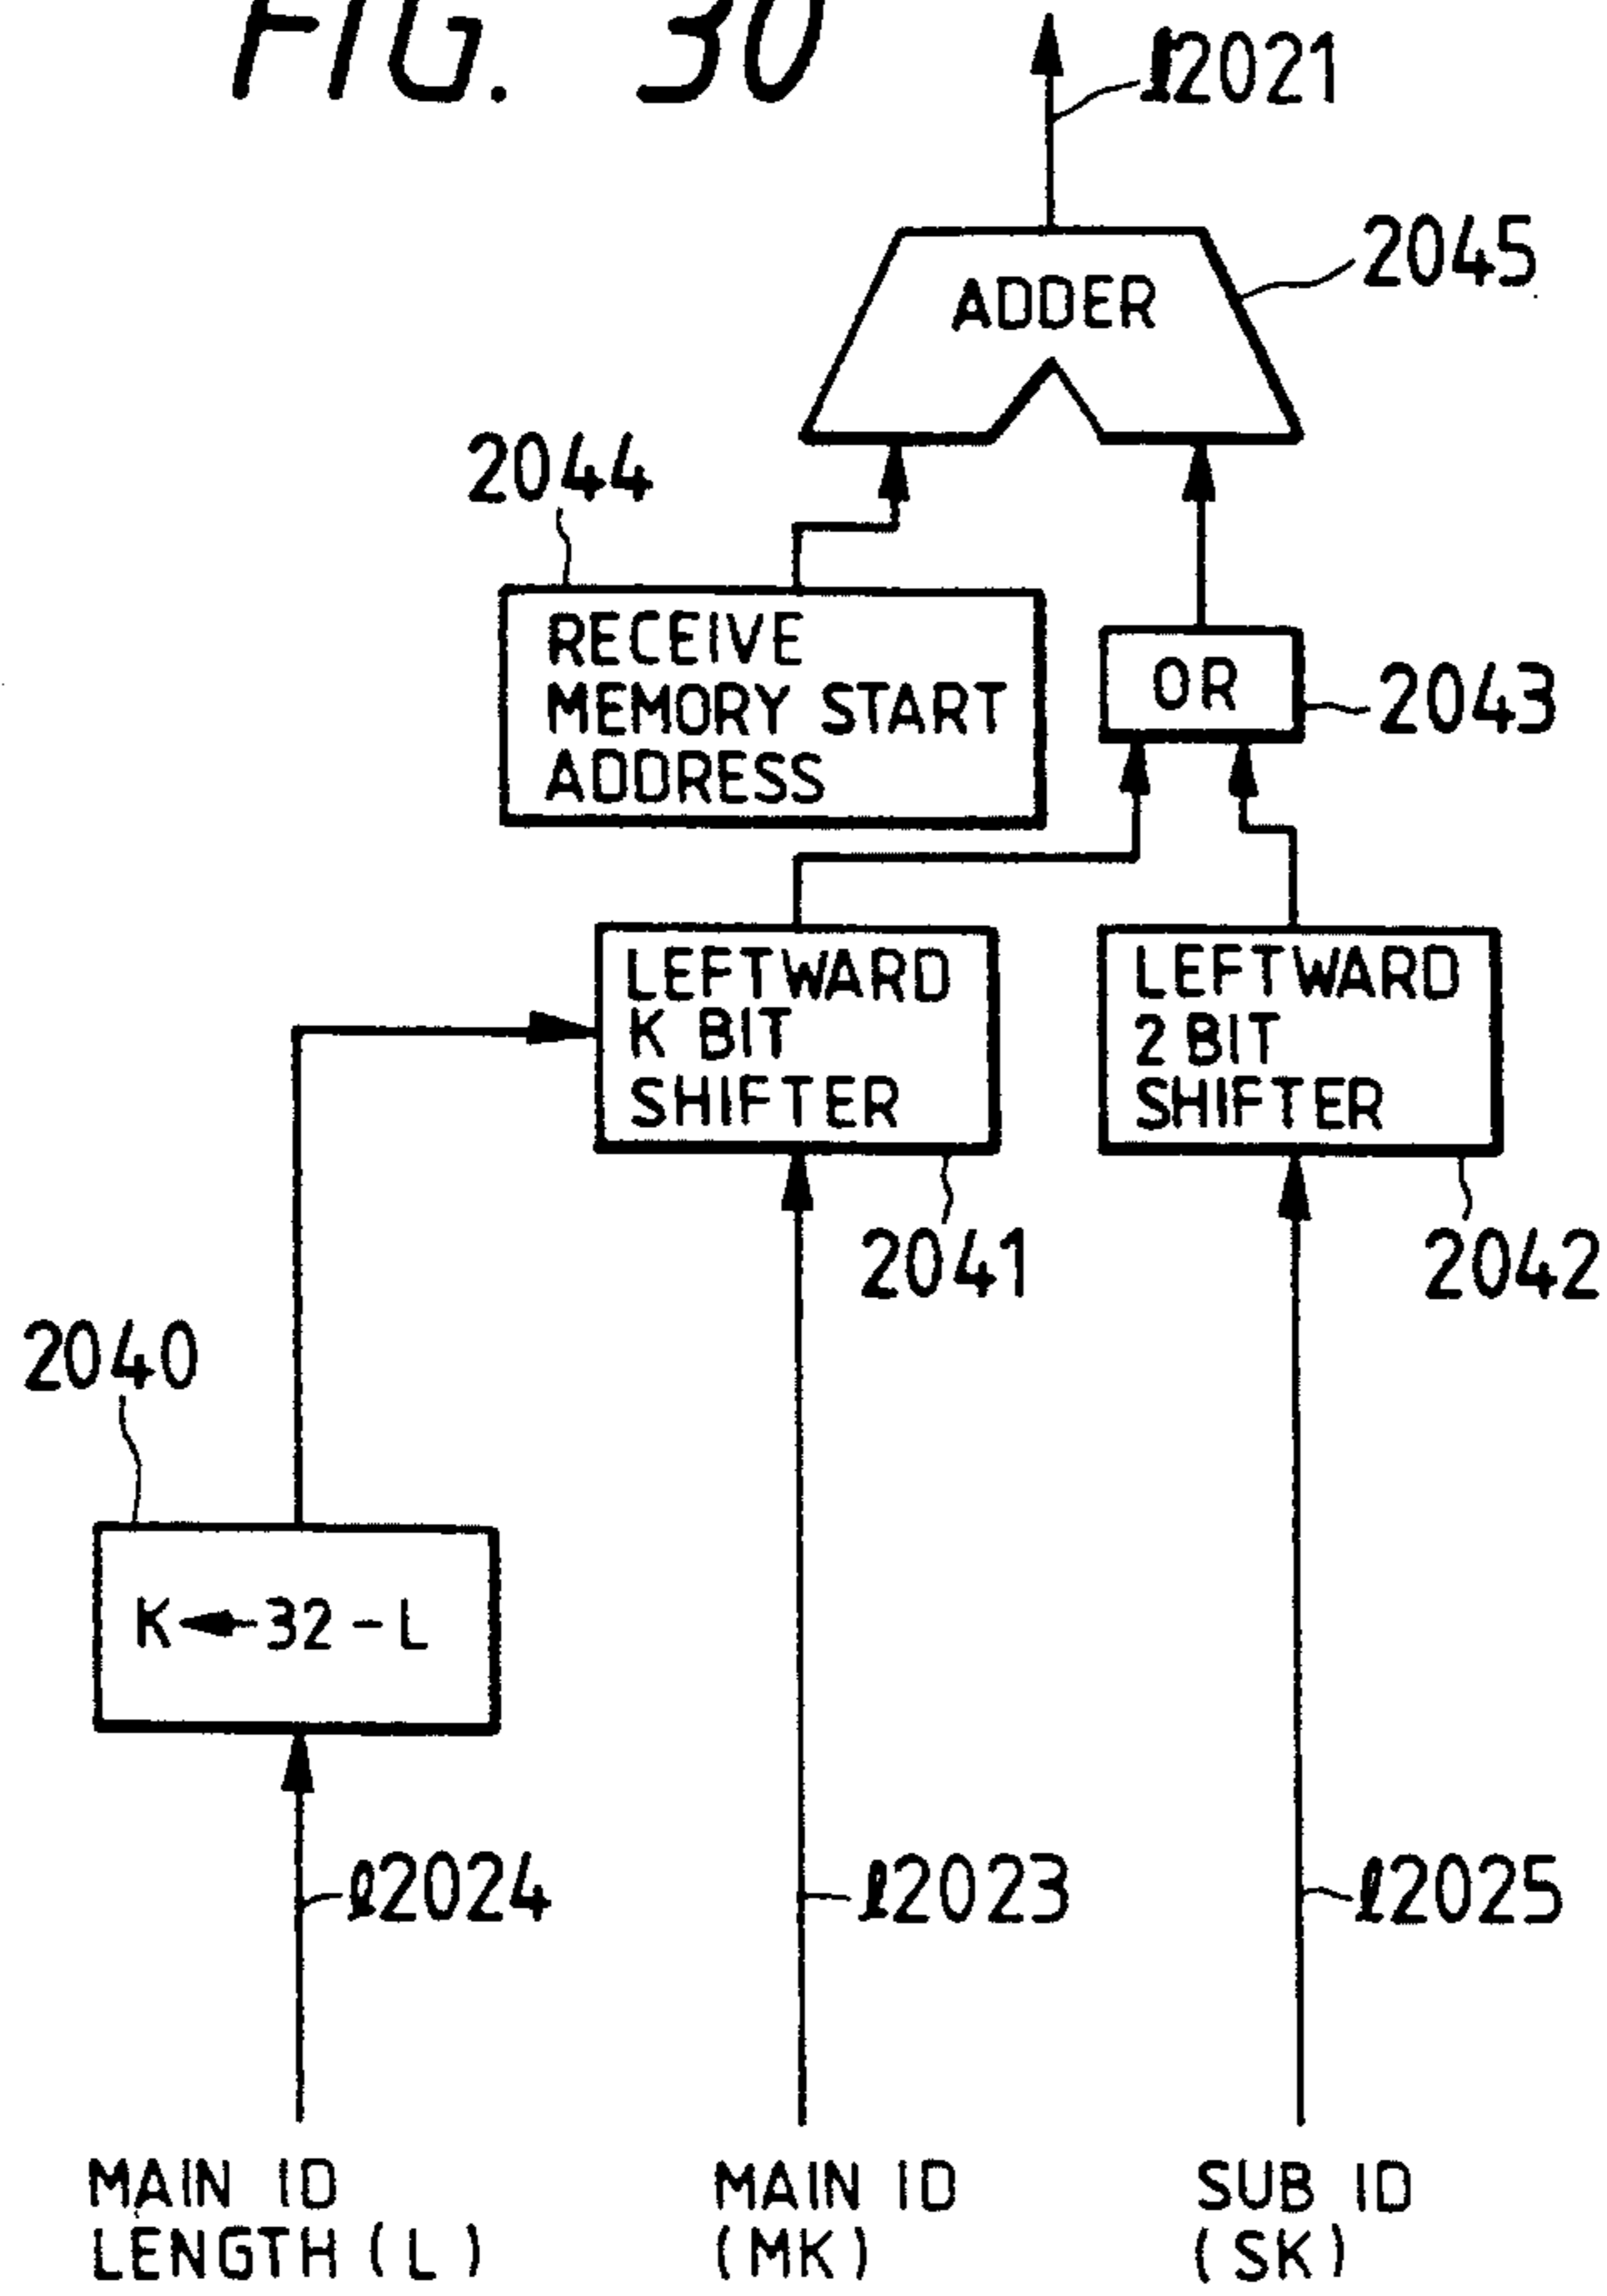 FIG. 30
l2021
2045
ADDER
2044
RECEIVE
MEMORY START
ADDRESS
OR
2043
LEFTWARD
K BIT
SHIFTER
LEFTWARD
2 BIT
SHIFTER
2041
2042
2040
K←32-L
l2024
l2023
l2025
MAIN ID
LENGTH (L)
MAIN ID
(MK)
SUB ID
(SK)